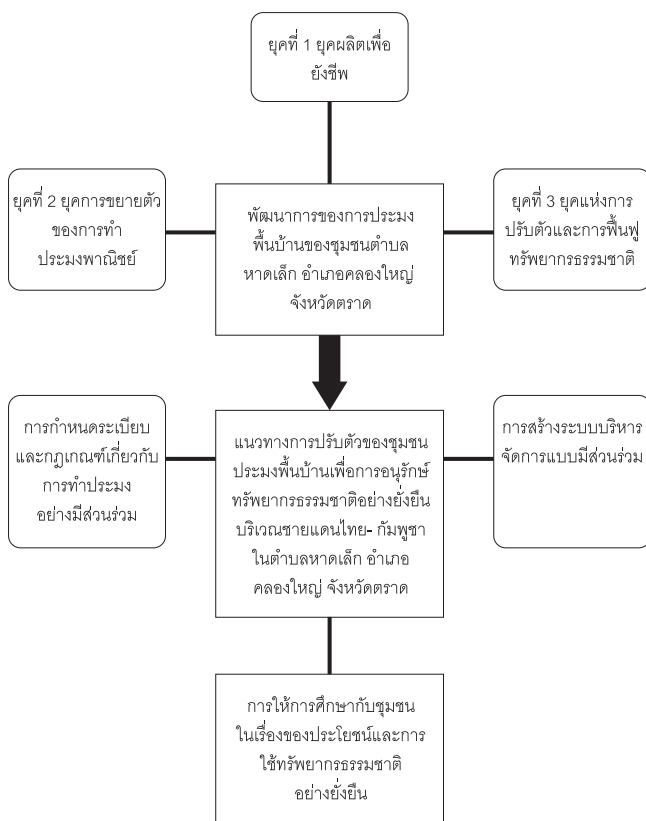 ยุคที่ 1 ยุคผลิตเพื่อ
ยังชีพ
ยุคที่ 2 ยุคการขยายตัว
ของการทำ
ประมงพาณิชย์
พัฒนาการของการประมง
พื้นบ้านของชุมชนตำบล
หาดเล็ก อำเภอคลองใหญ่
จังหวัดตราด
ยุคที่ 3 ยุคแห่งการ
ปรับตัวและการฟื้นฟู
ทรัพยากรธรรมชาติ
การกำหนดระเบียบ
และกฎเกณฑ์เกี่ยวกับ
การทำประมง
อย่างมีส่วนร่วม
แนวทางการปรับตัวของชุมชน
ประมงพื้นบ้านเพื่อการอนุรักษ์
ทรัพยากรธรรมชาติอย่างยั่งยืน
บริเวณชายแดนไทย- กัมพูชา
ในตำบลหาดเล็ก อำเภอ
คลองใหญ่ จังหวัดตราด
การสร้างระบบบริหาร
จัดการแบบมีส่วนร่วม
การให้การศึกษากับชุมชน
ในเรื่องของประโยชน์และการ
ใช้ทรัพยากรธรรมชาติ
อย่างยั่งยืน